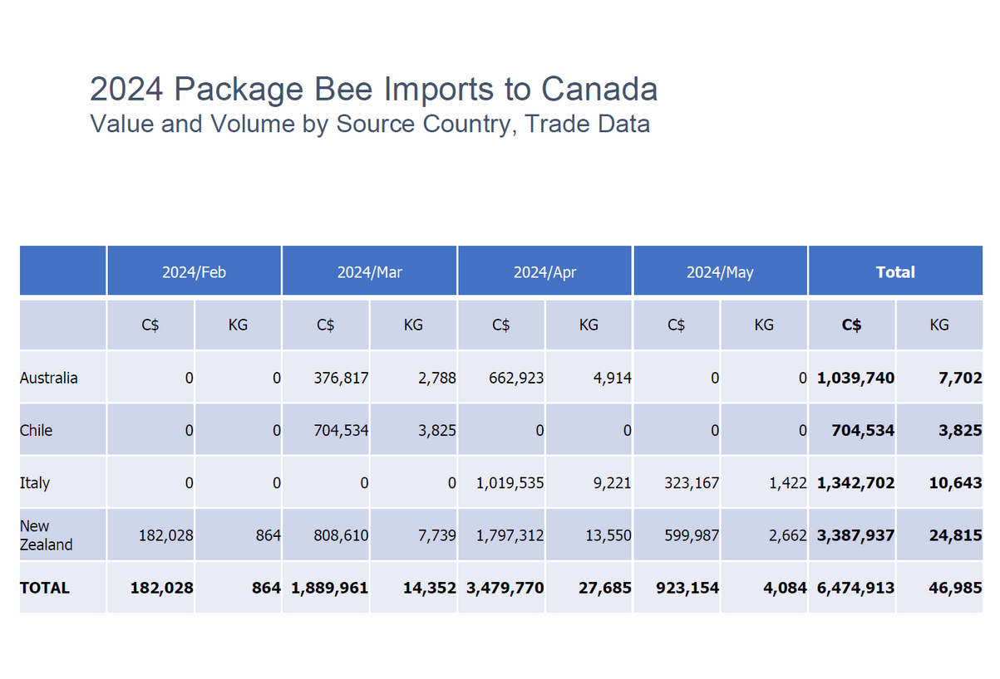 2024 Package Bee Imports to Canada
Value and Volume by Source Country, Trade Data
2024/Feb 2024/Mar 2024/Apr 2024/May Total
C$ KG C$ KG C$ KG C$ KG C$ KG
Australia 0 0 376,817 2,788 662,923 4,914 0 0 1,039,740 7,702
Chile 0 0 704,534 3,825 0 0 0 0 704,534 3,825
Italy 0 0 0 0 1,019,535 9,221 323,167 1,422 1,342,702 10,643
New
Zealand 182,028 864 808,610 7,739 1,797,312 13,550 599,987 2,662 3,387,937 24,815
TOTAL 182,028 864 1,889,961 14,352 3,479,770 27,685 923,154 4,084 6,474,913 46,985